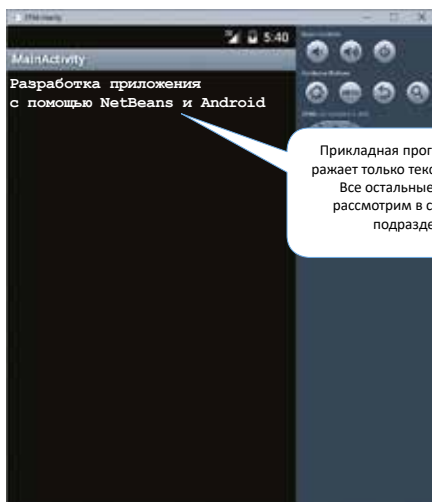 5:40
MainActivity
Разработка приложения
с помощью NetBeans и Android
Прикладная прог
ражает только текс
Все остальные
рассмотрим в с
подразде